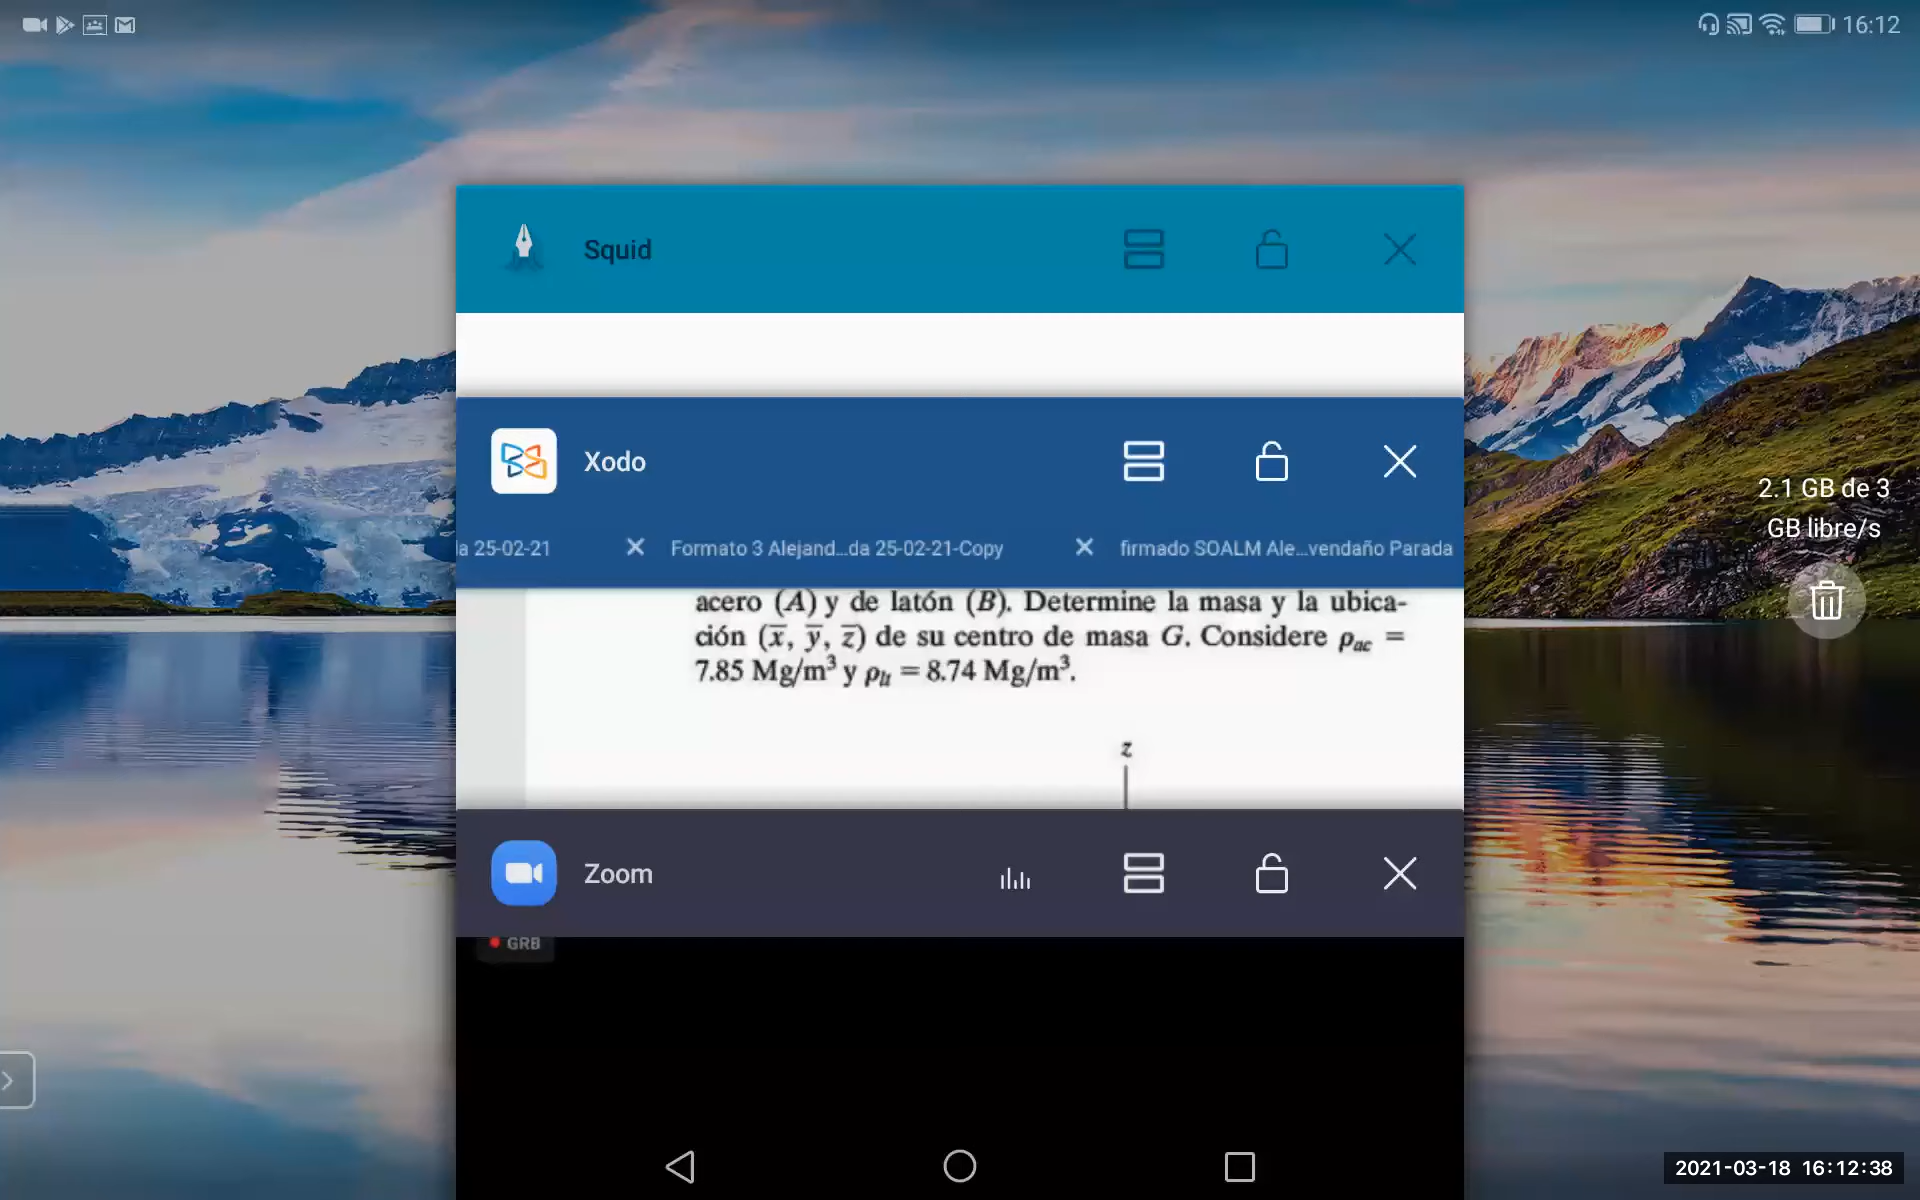 16:12
Squid
Xodo
2.1 GB de 3
GB libre/s
la 25-02-21
Formato 3 Alejand...da 25-02-21-Copy
firmado SOALM Ale...vendaño Parada
acero (A) y de latón (B). Determine la masa y la ubica-
ción (x̅, y̅, z̅) de su centro de masa G. Considere ρac =
7.85 Mg/m³ y ρlt = 8.74 Mg/m³.
z
Zoom
GRB
2021-03-18 16:12:38